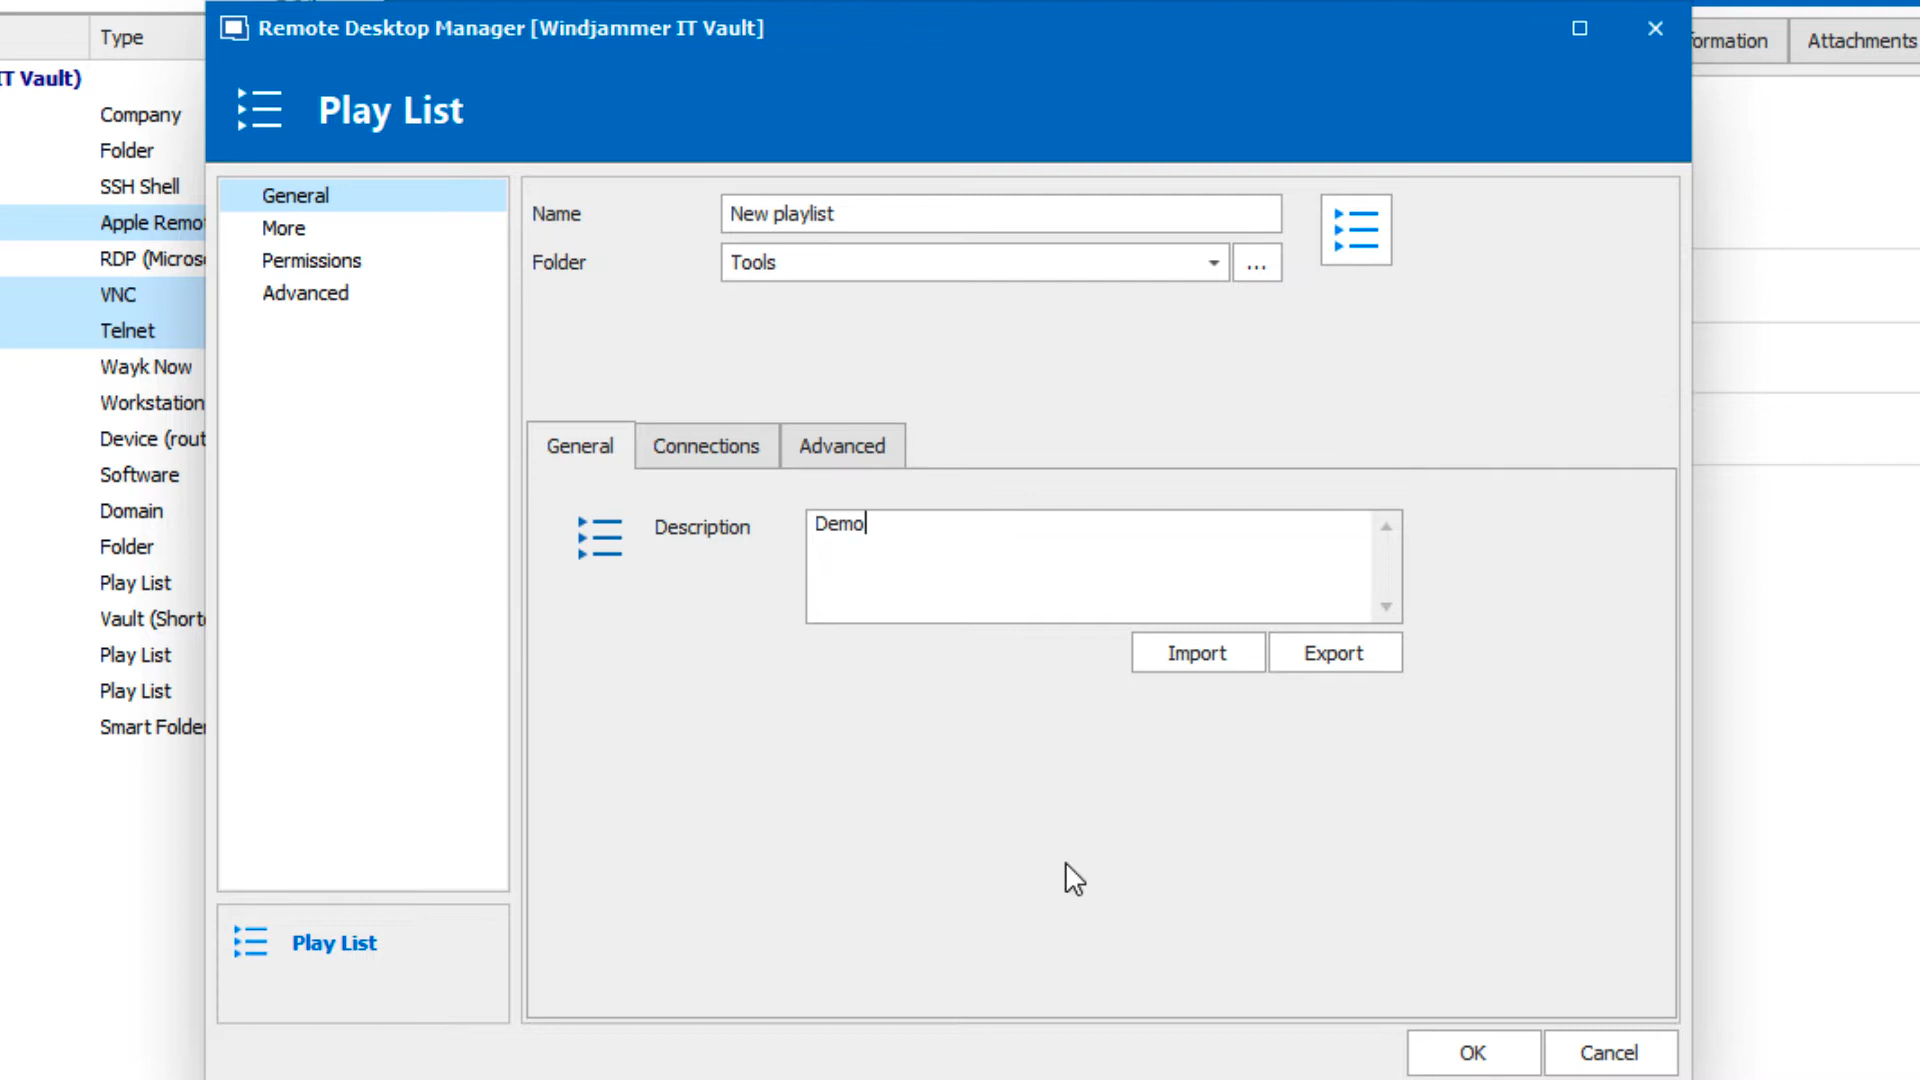 Remote Desktop Manager [Windjammer IT Vault]
Play List
Type
IT Vault)
Company
Folder
SSH Shell
Apple Remo
RDP (Micros
VNC
Telnet
Wayk Now
Workstation
Device (rout
Software
Domain
Folder
Play List
Vault (Short
Play List
Play List
Smart Folder
General
More
Permissions
Advanced
Play List
Name
New playlist
Folder
Tools
...
General
Connections
Advanced
Description
Demo
Import
Export
OK
Cancel
formation
Attachments